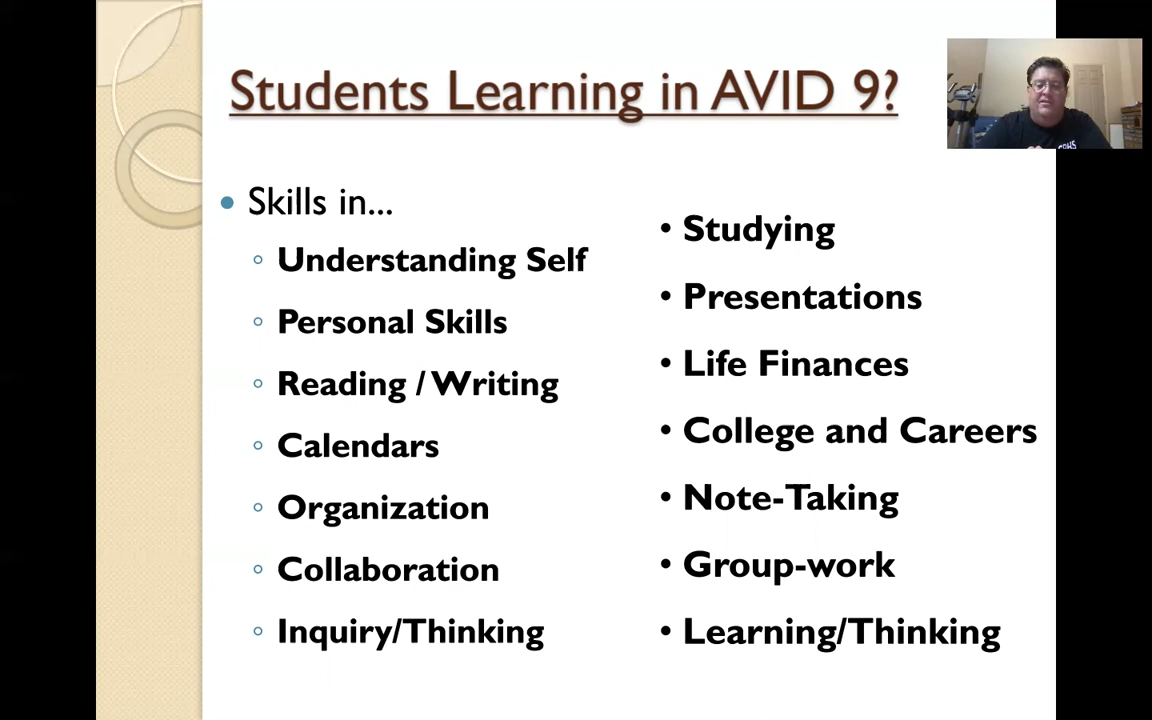 Students Learning in AVID 9?
• Skills in...
◦ Understanding Self
◦ Personal Skills
◦ Reading / Writing
◦ Calendars
◦ Organization
◦ Collaboration
◦ Inquiry/Thinking
• Studying
• Presentations
• Life Finances
• College and Careers
• Note-Taking
• Group-work
• Learning/Thinking